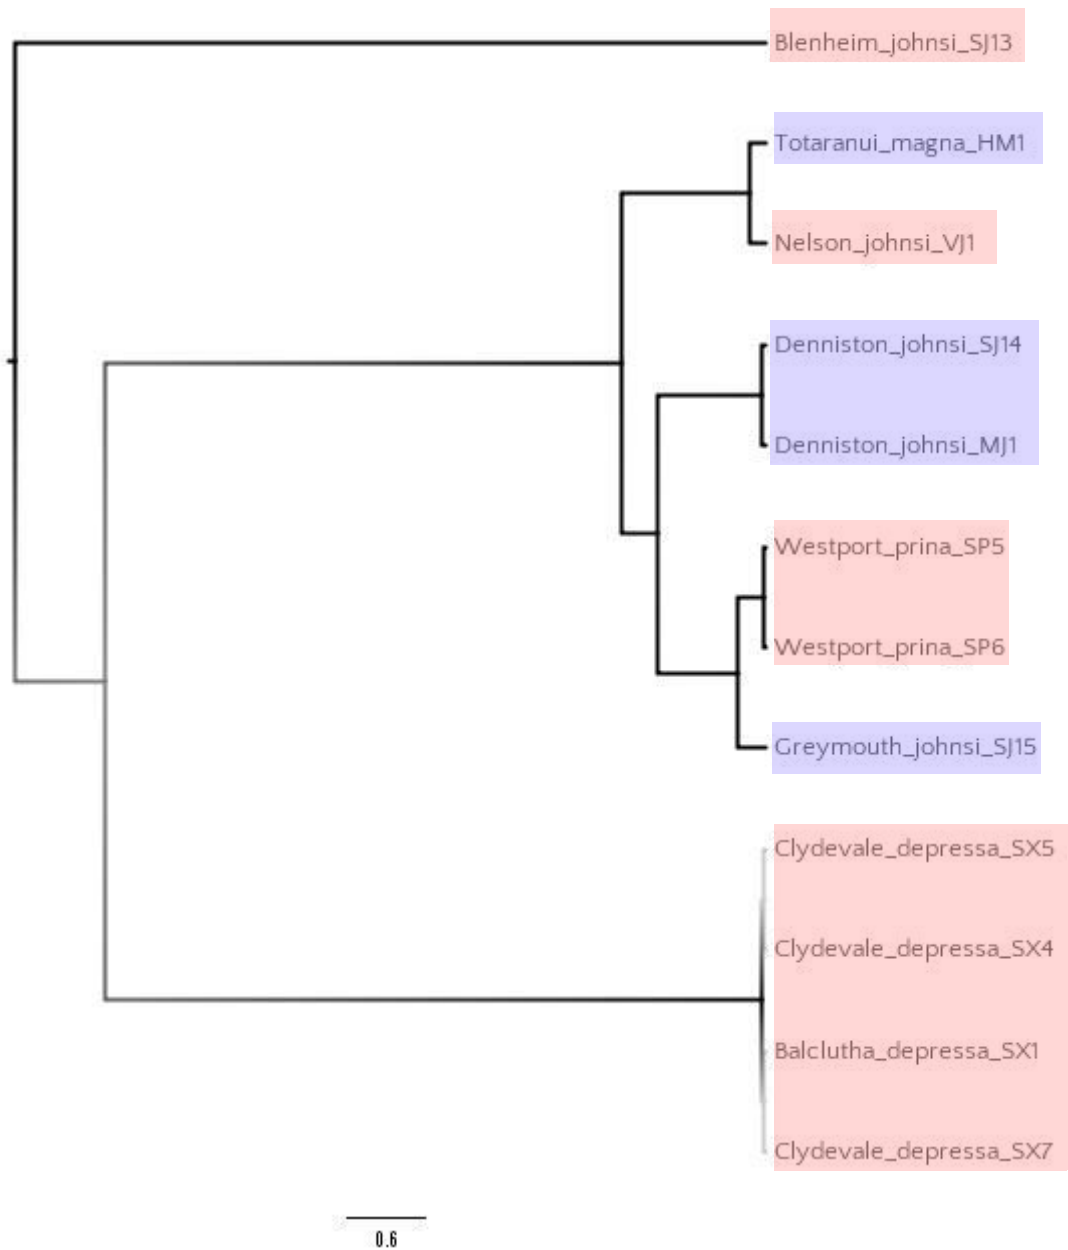 Blenheim_johnsi_SJ13
Totaranui_magna_HM1
Nelson_johnsi_VJ1
Denniston_johnsi_SJ14
Denniston_johnsi_MJ1
Westport_prina_SP5
Westport_prina_SP6
Greymouth_johnsi_SJ15
Clydevale_depressa_SX5
Clydevale_depressa_SX4
Balclutha_depressa_SX1
Clydevale_depressa_SX7
0.6